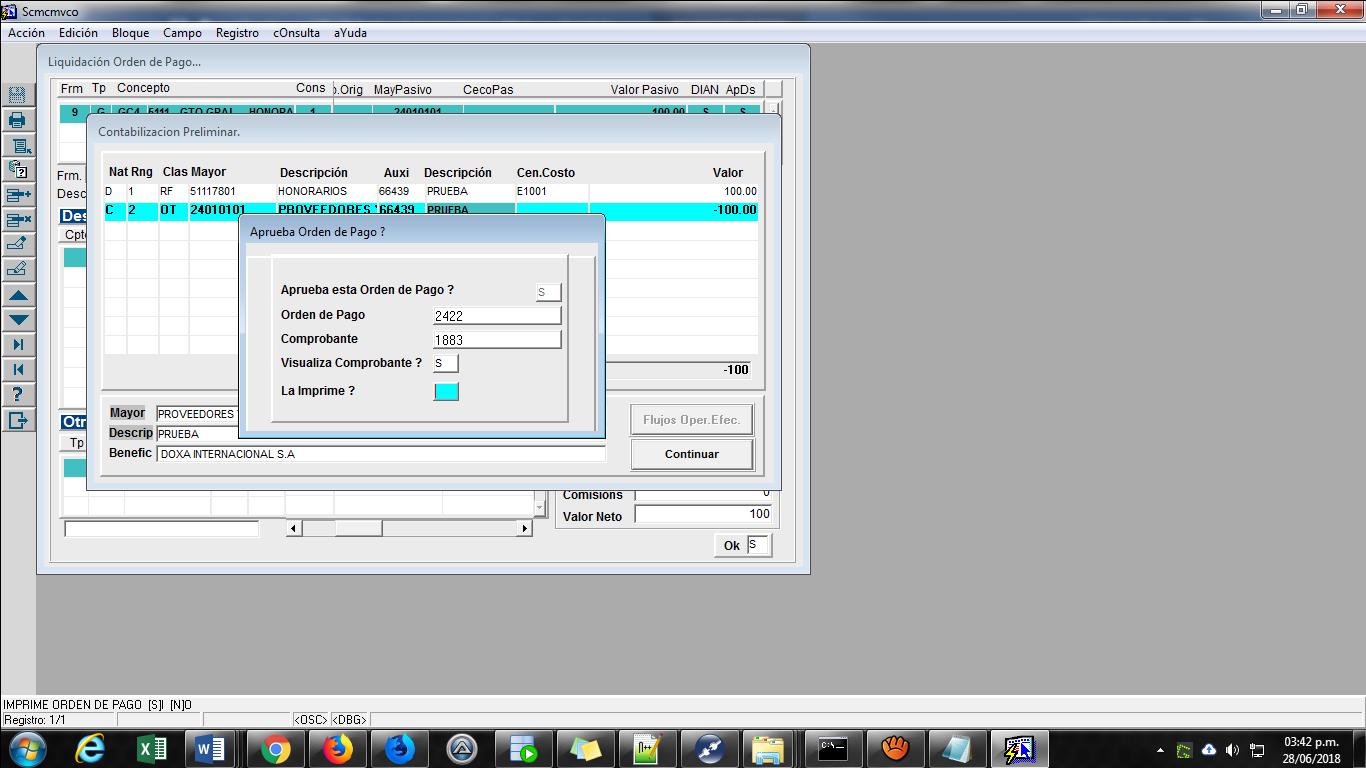 Scmcmvco
Acción Edición Bloque Campo Registro cOnsulta aYuda
Liquidación Orden de Pago...
Frm Tp Concepto Cons o.Orig MayPasivo CecoPas Valor Pasivo DIAN ApDs
9 G GC4 5111 GTO GRAL HONORA 1 24010101 100.00 S S
Contabilizacion Preliminar.
Nat Rng Clas Mayor Descripción Auxi Descripción Cen.Costo Valor
D 1 RF 51117801 HONORARIOS 66439 PRUEBA E1001 100.00
C 2 OT 24010101 PROVEEDORES ' 66439 PRUEBA -100.00
Frm.
Desc
Des
Cpt
Aprueba Orden de Pago ?
Aprueba esta Orden de Pago ? S
Orden de Pago 2422
Comprobante 1883
Visualiza Comprobante ? S
La Imprime ?
-100
Mayor PROVEEDORES Flujos Oper.Efec.
Descrip PRUEBA
Benefic DOXA INTERNACIONAL S.A Continuar
Otr
Tp
Comisions 0
Valor Neto 100
Ok S
IMPRIME ORDEN DE PAGO [S]I [N]O
Registro: 1/1 <OSC> <DBG>
03:42 p.m.
28/06/2018